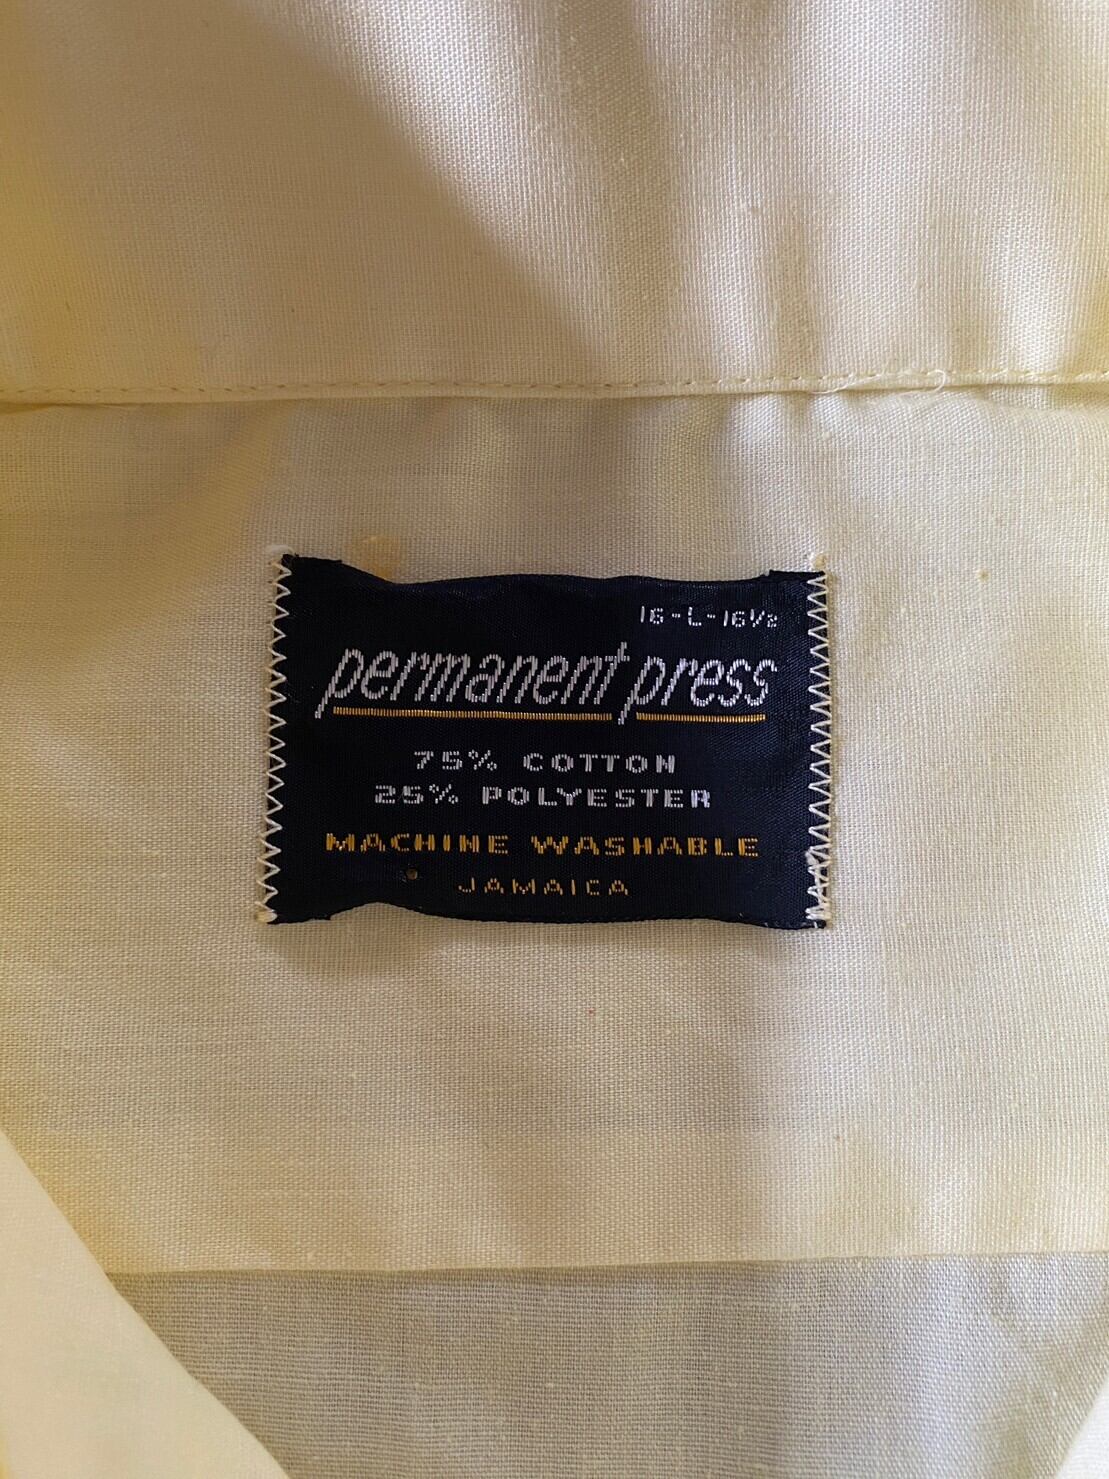 16-L-16½
permanent press
75% COTTON
25% POLYESTER
MACHINE WASHABLE
JAMAICA